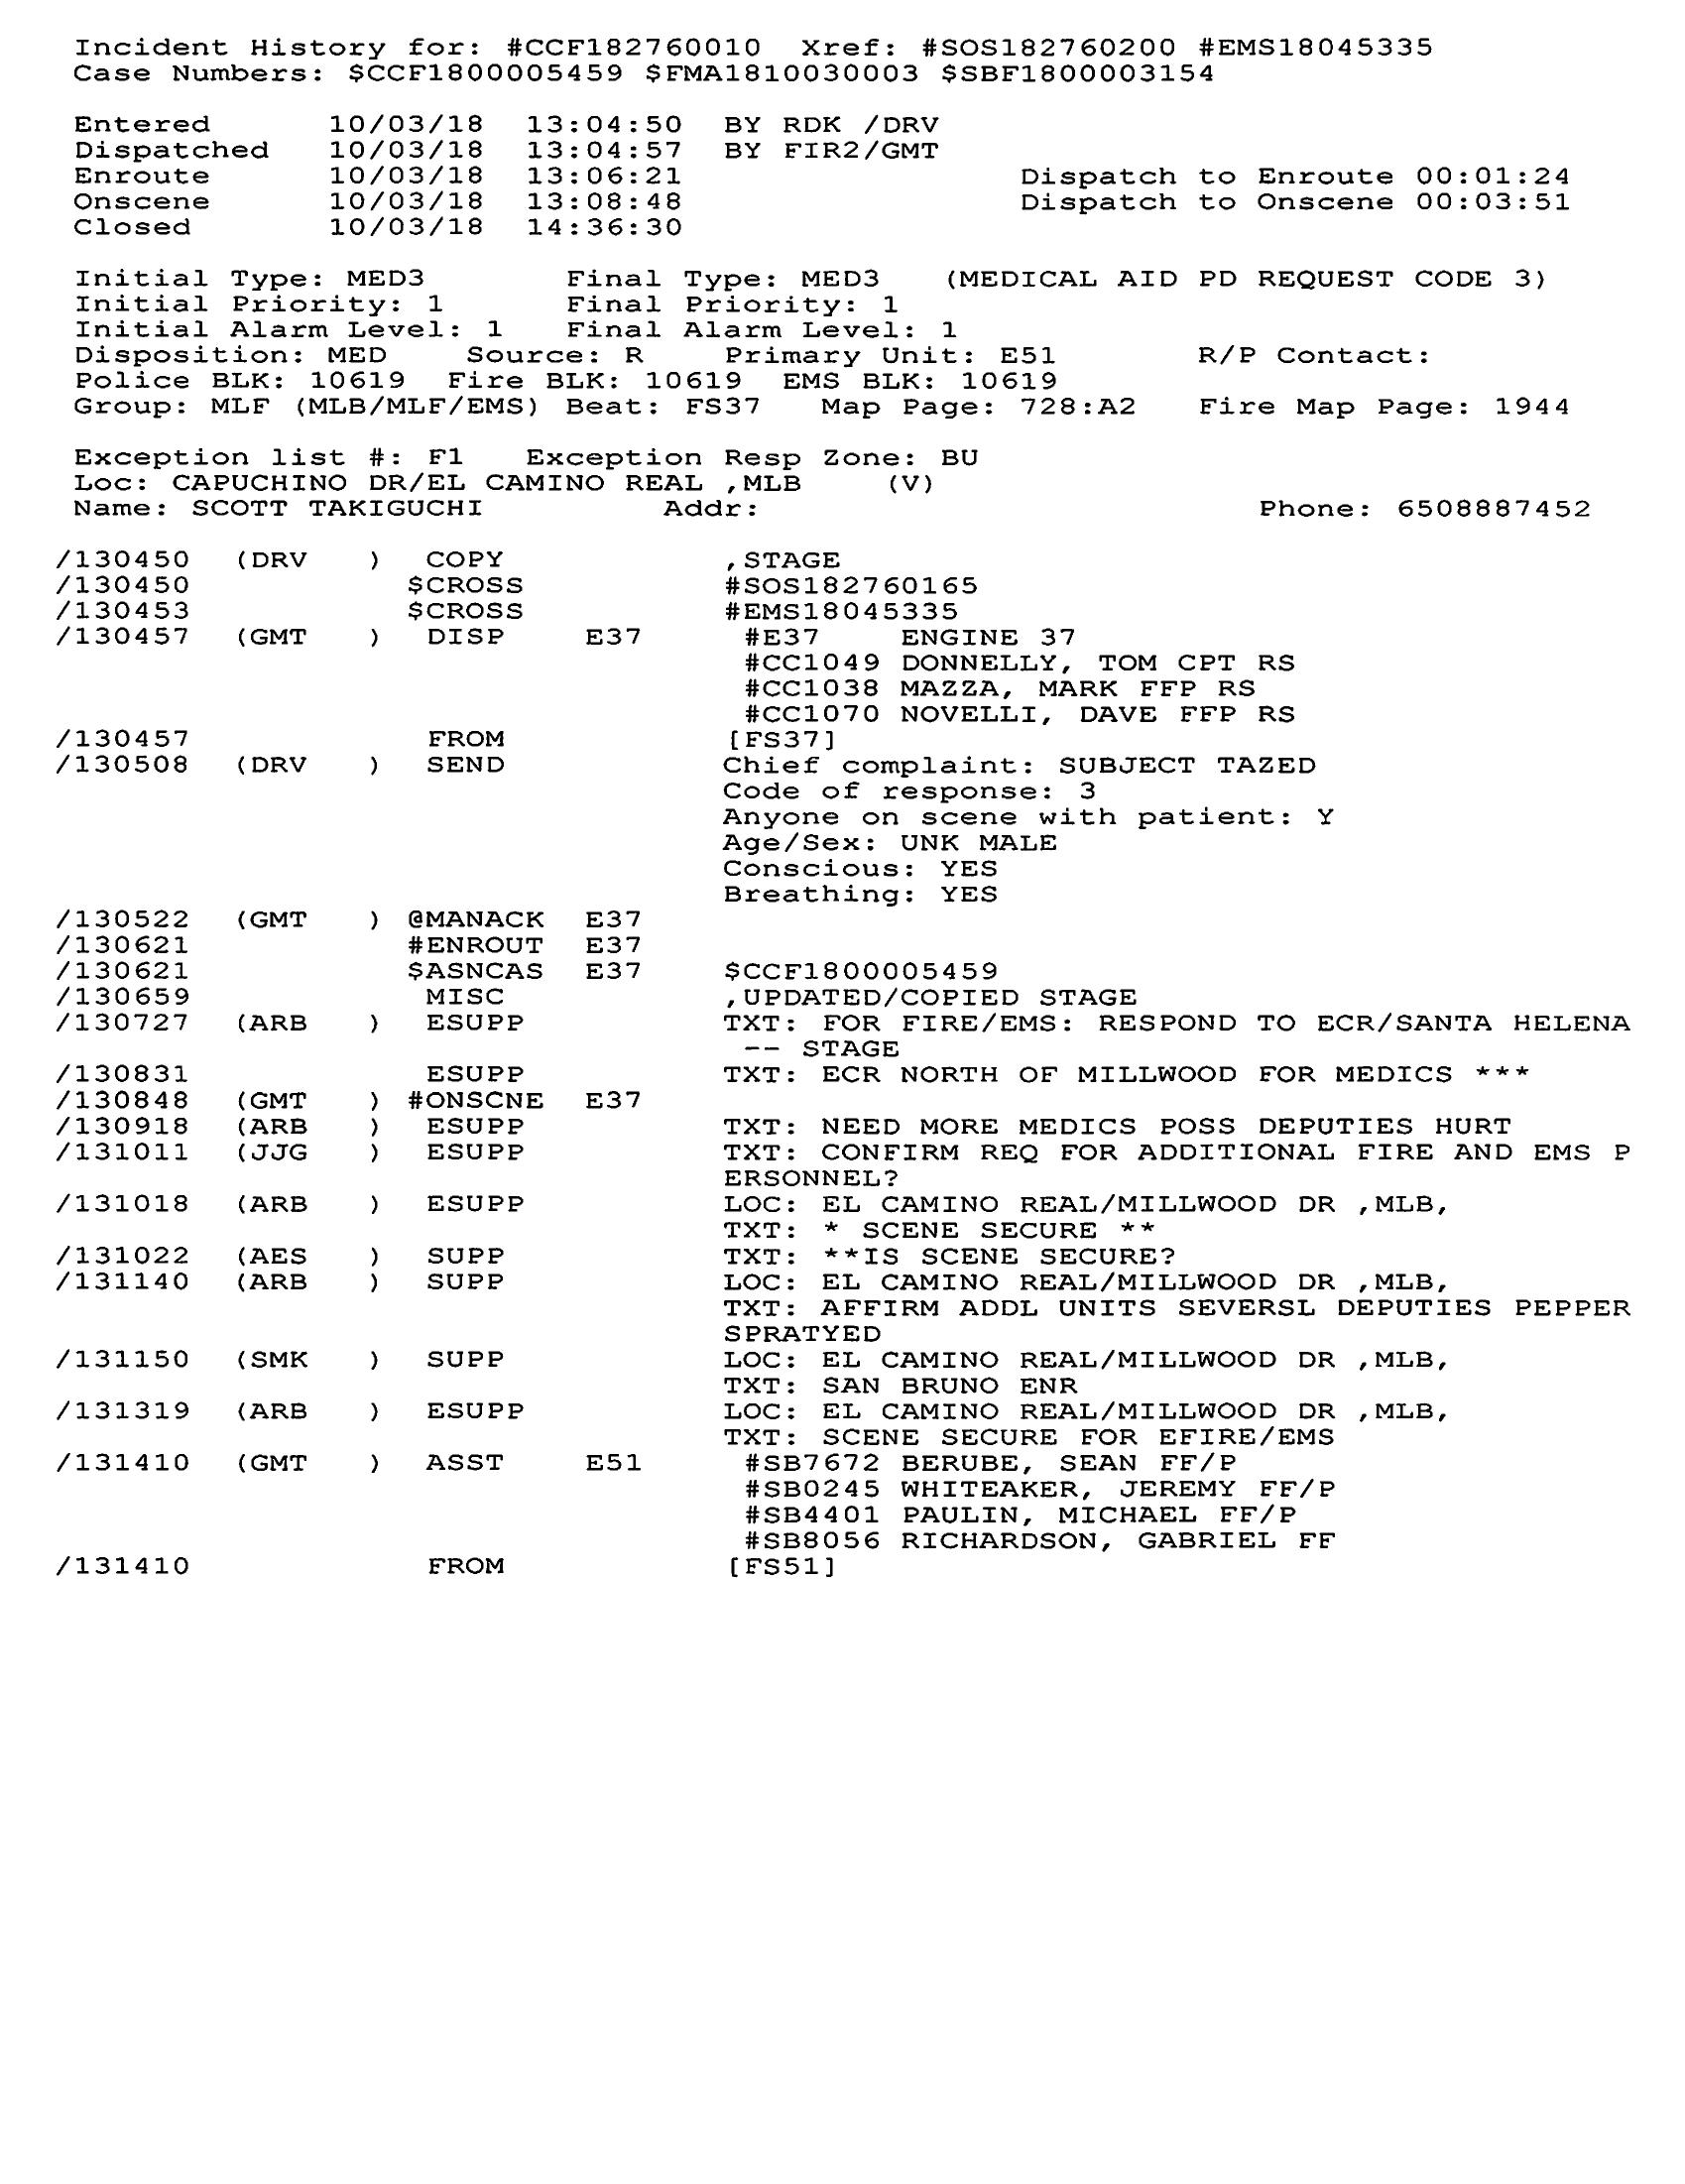 Incident History for: #CCF182760010  Xref: #SOS182760200 #EMS18045335
Case Numbers: $CCF1800005459 $FMA1810030003 $SBF1800003154
Entered      10/03/18  13:04:50  BY RDK /DRV
Dispatched   10/03/18  13:04:57  BY FIR2/GMT
Enroute      10/03/18  13:06:21                 Dispatch to Enroute 00:01:24
Onscene      10/03/18  13:08:48                 Dispatch to Onscene 00:03:51
Closed       10/03/18  14:36:30
Initial Type: MED3       Final Type: MED3   (MEDICAL AID PD REQUEST CODE 3)
Initial Priority: 1      Final Priority: 1
Initial Alarm Level: 1   Final Alarm Level: 1
Disposition: MED    Source: R    Primary Unit: E51       R/P Contact:
Police BLK: 10619  Fire BLK: 10619  EMS BLK: 10619
Group: MLF (MLB/MLF/EMS) Beat: FS37   Map Page: 728:A2   Fire Map Page: 1944
Exception list #: F1   Exception Resp Zone: BU
Loc: CAPUCHINO DR/EL CAMINO REAL ,MLB    (V)
Name: SCOTT TAKIGUCHI         Addr:                         Phone: 6508887452
/130450  (DRV   )  COPY           ,STAGE
/130450           $CROSS          #SOS182760165
/130453           $CROSS          #EMS18045335
/130457  (GMT   )  DISP    E37     #E37    ENGINE 37
#CC1049 DONNELLY, TOM CPT RS
#CC1038 MAZZA, MARK FFP RS
#CC1070 NOVELLI, DAVE FFP RS
/130457            FROM           [FS37]
/130508  (DRV   )  SEND           Chief complaint: SUBJECT TAZED
Code of response: 3
Anyone on scene with patient: Y
Age/Sex: UNK MALE
Conscious: YES
Breathing: YES
/130522  (GMT   ) @MANACK  E37
/130621           #ENROUT  E37
/130621           $ASNCAS  E37    $CCF1800005459
/130659            MISC           ,UPDATED/COPIED STAGE
/130727  (ARB   )  ESUPP          TXT: FOR FIRE/EMS: RESPOND TO ECR/SANTA HELENA
-- STAGE
/130831            ESUPP          TXT: ECR NORTH OF MILLWOOD FOR MEDICS ***
/130848  (GMT   ) #ONSCNE  E37
/130918  (ARB   )  ESUPP          TXT: NEED MORE MEDICS POSS DEPUTIES HURT
/131011  (JJG   )  ESUPP          TXT: CONFIRM REQ FOR ADDITIONAL FIRE AND EMS P
ERSONNEL?
/131018  (ARB   )  ESUPP          LOC: EL CAMINO REAL/MILLWOOD DR ,MLB,
TXT: * SCENE SECURE **
/131022  (AES   )  SUPP           TXT: **IS SCENE SECURE?
/131140  (ARB   )  SUPP           LOC: EL CAMINO REAL/MILLWOOD DR ,MLB,
TXT: AFFIRM ADDL UNITS SEVERSL DEPUTIES PEPPER
SPRATYED
/131150  (SMK   )  SUPP           LOC: EL CAMINO REAL/MILLWOOD DR ,MLB,
TXT: SAN BRUNO ENR
/131319  (ARB   )  ESUPP          LOC: EL CAMINO REAL/MILLWOOD DR ,MLB,
TXT: SCENE SECURE FOR EFIRE/EMS
/131410  (GMT   )  ASST    E51     #SB7672 BERUBE, SEAN FF/P
#SB0245 WHITEAKER, JEREMY FF/P
#SB4401 PAULIN, MICHAEL FF/P
#SB8056 RICHARDSON, GABRIEL FF
/131410            FROM           [FS51]